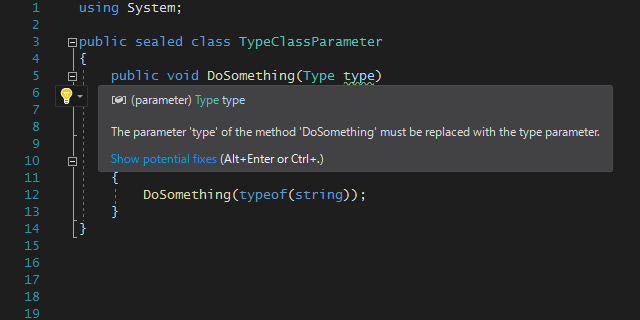 1 using System;
2
3 public sealed class TypeClassParameter
4 {
5 public void DoSomething(Type type)
6
(parameter) Type type
7
8
The parameter 'type' of the method 'DoSomething' must be replaced with the type parameter.
9
10
Show potential fixes (Alt+Enter or Ctrl+.)
11 {
12 DoSomething(typeof(string));
13 }
14 }
15
16
17
18
19